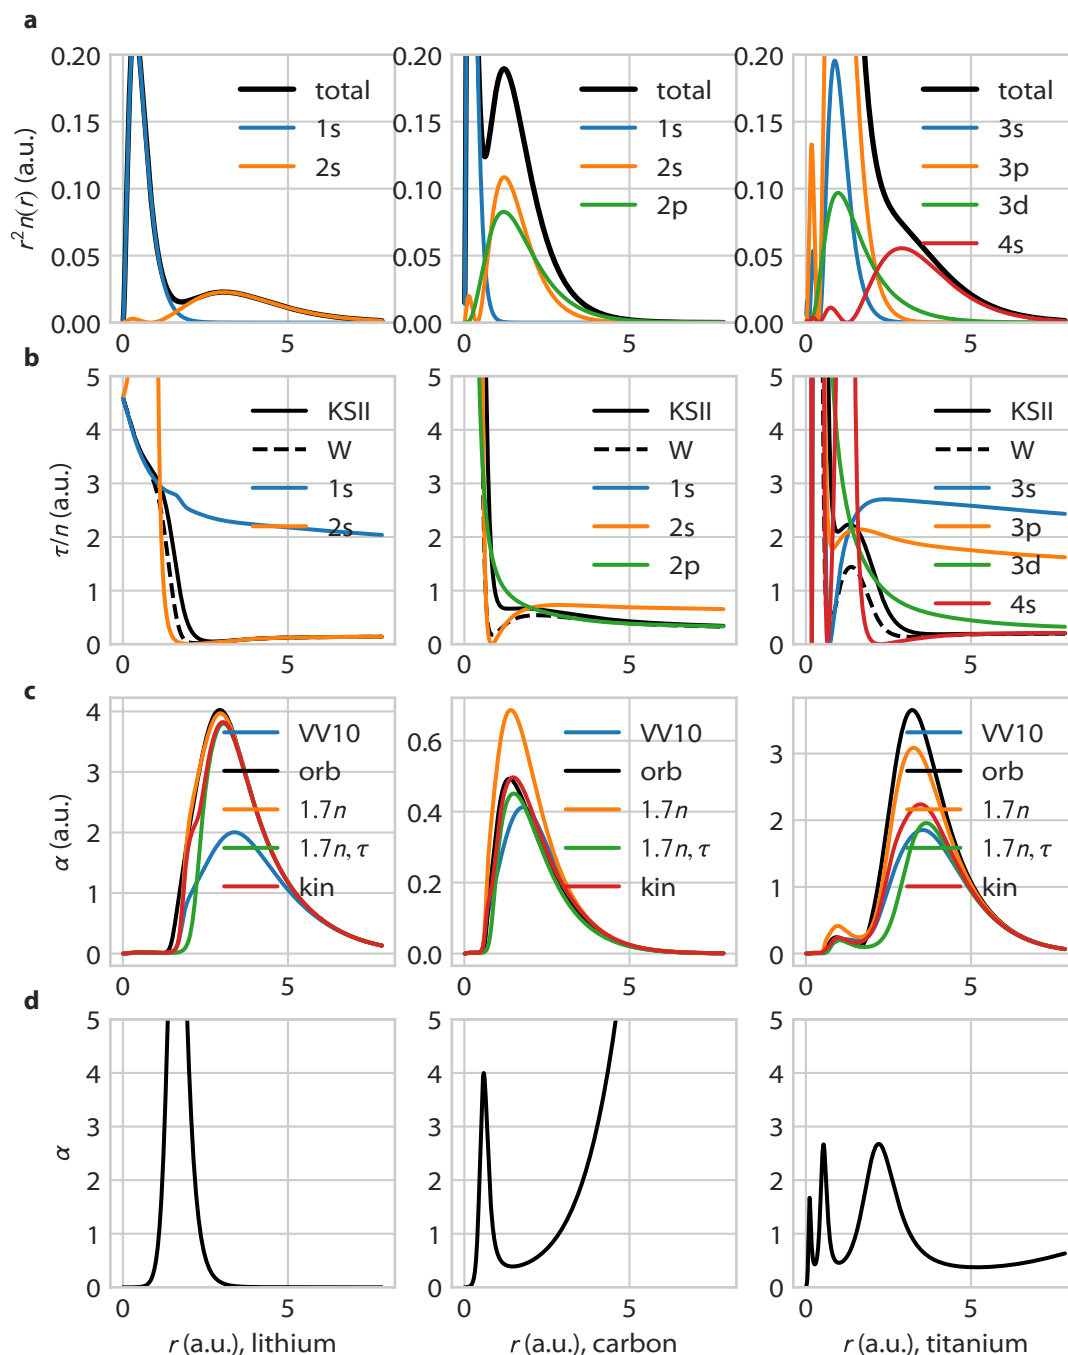 a
0.20
0.15
0.10
0.05
0.00
r²n(r) (a.u.)
0 5
total
1s
2s
0.20
0.15
0.10
0.05
0.00
0 5
total
1s
2s
2p
0.20
0.15
0.10
0.05
0.00
0 5
total
3s
3p
3d
4s
b
5
4
3
2
1
0
τ/n (a.u.)
0 5
KSII
W
1s
2s
5
4
3
2
1
0
0 5
KSII
W
1s
2s
2p
5
4
3
2
1
0
0 5
KSII
W
3s
3p
3d
4s
c
4
3
2
1
0
α (a.u.)
0 5
VV10
orb
1.7n
1.7n, τ
kin
0.6
0.4
0.2
0.0
0 5
VV10
orb
1.7n
1.7n, τ
kin
3
2
1
0
0 5
VV10
orb
1.7n
1.7n, τ
kin
d
5
4
3
2
1
0
α
0 5
r (a.u.), lithium
5
4
3
2
1
0
0 5
r (a.u.), carbon
5
4
3
2
1
0
0 5
r (a.u.), titanium